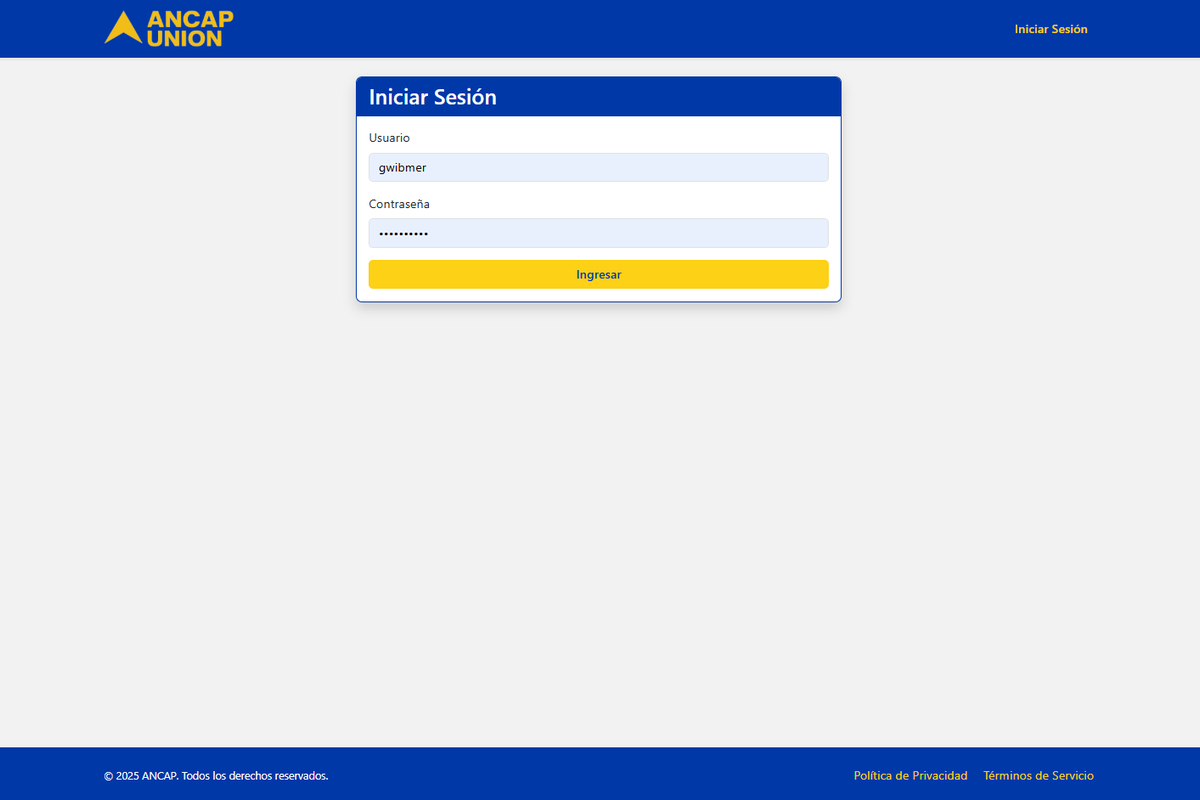 ANCAP
UNION
Iniciar Sesión
Iniciar Sesión
Usuario
gwibmer
Contraseña
••••••••••
Ingresar
© 2025 ANCAP. Todos los derechos reservados.
Política de Privacidad
Términos de Servicio